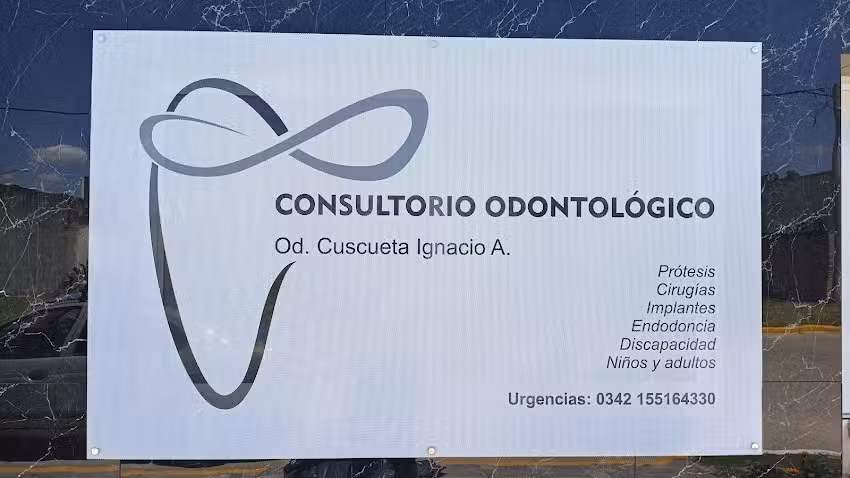 CONSULTORIO ODONTOLÓGICO
Od. Cuscueta Ignacio A.
Prótesis
Cirugías
Implantes
Endodoncia
Discapacidad
Niños y adultos
Urgencias: 0342 155164330